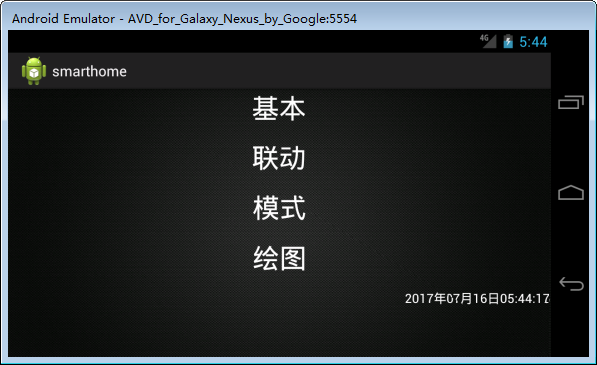 Android Emulator - AVD_for_Galaxy_Nexus_by_Google:5554
4G 5:44
smarthome
基本
联动
模式
绘图
2017年07月16日05:44:17